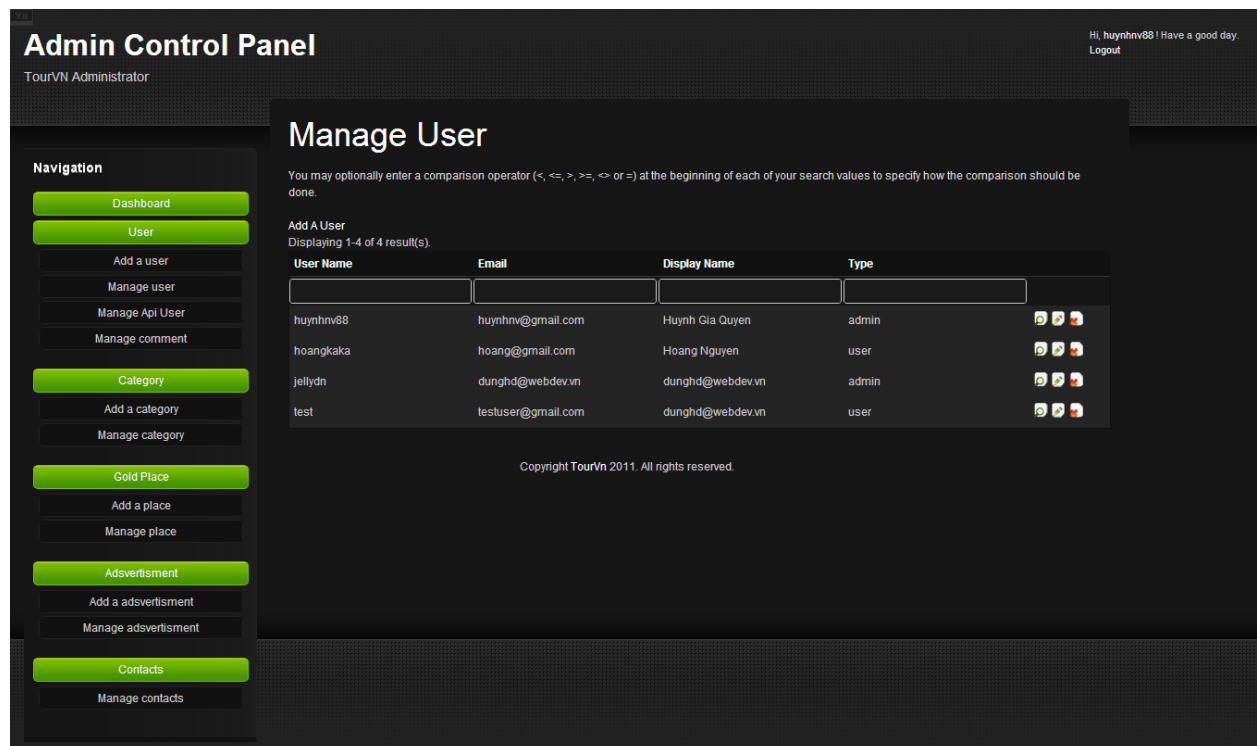 Yii
Admin Control Panel
TourVN Administrator
Hi, huynhnv88 ! Have a good day.
Logout
Navigation
Dashboard
User
Add a user
Manage user
Manage Api User
Manage comment
Category
Add a category
Manage category
Gold Place
Add a place
Manage place
Adsvertisment
Add a adsvertisment
Manage adsvertisment
Contacts
Manage contacts
Manage User
You may optionally enter a comparison operator (<, <=, >, >=, <> or =) at the beginning of each of your search values to specify how the comparison should be
done.
Add A User
Displaying 1-4 of 4 result(s).
User Name Email Display Name Type
huynhnv88 huynhnv@gmail.com Huynh Gia Quyen admin
hoangkaka hoang@gmail.com Hoang Nguyen user
jellydn dunghd@webdev.vn dunghd@webdev.vn admin
test testuser@gmail.com dunghd@webdev.vn user
Copyright TourVn 2011. All rights reserved.